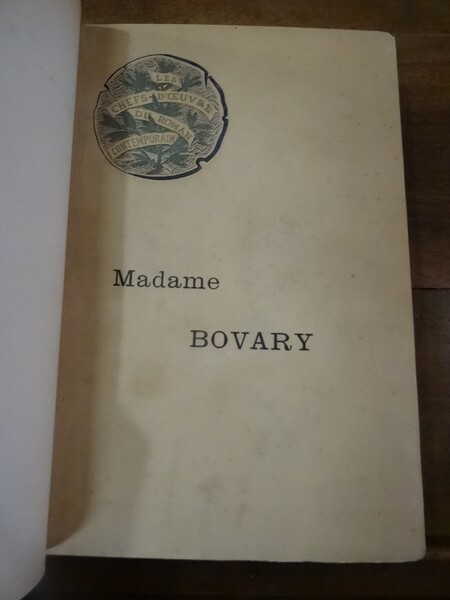 LES
CHEFS-D'ŒUVRE
DU ROMAN
CONTEMPORAIN
Madame
BOVARY